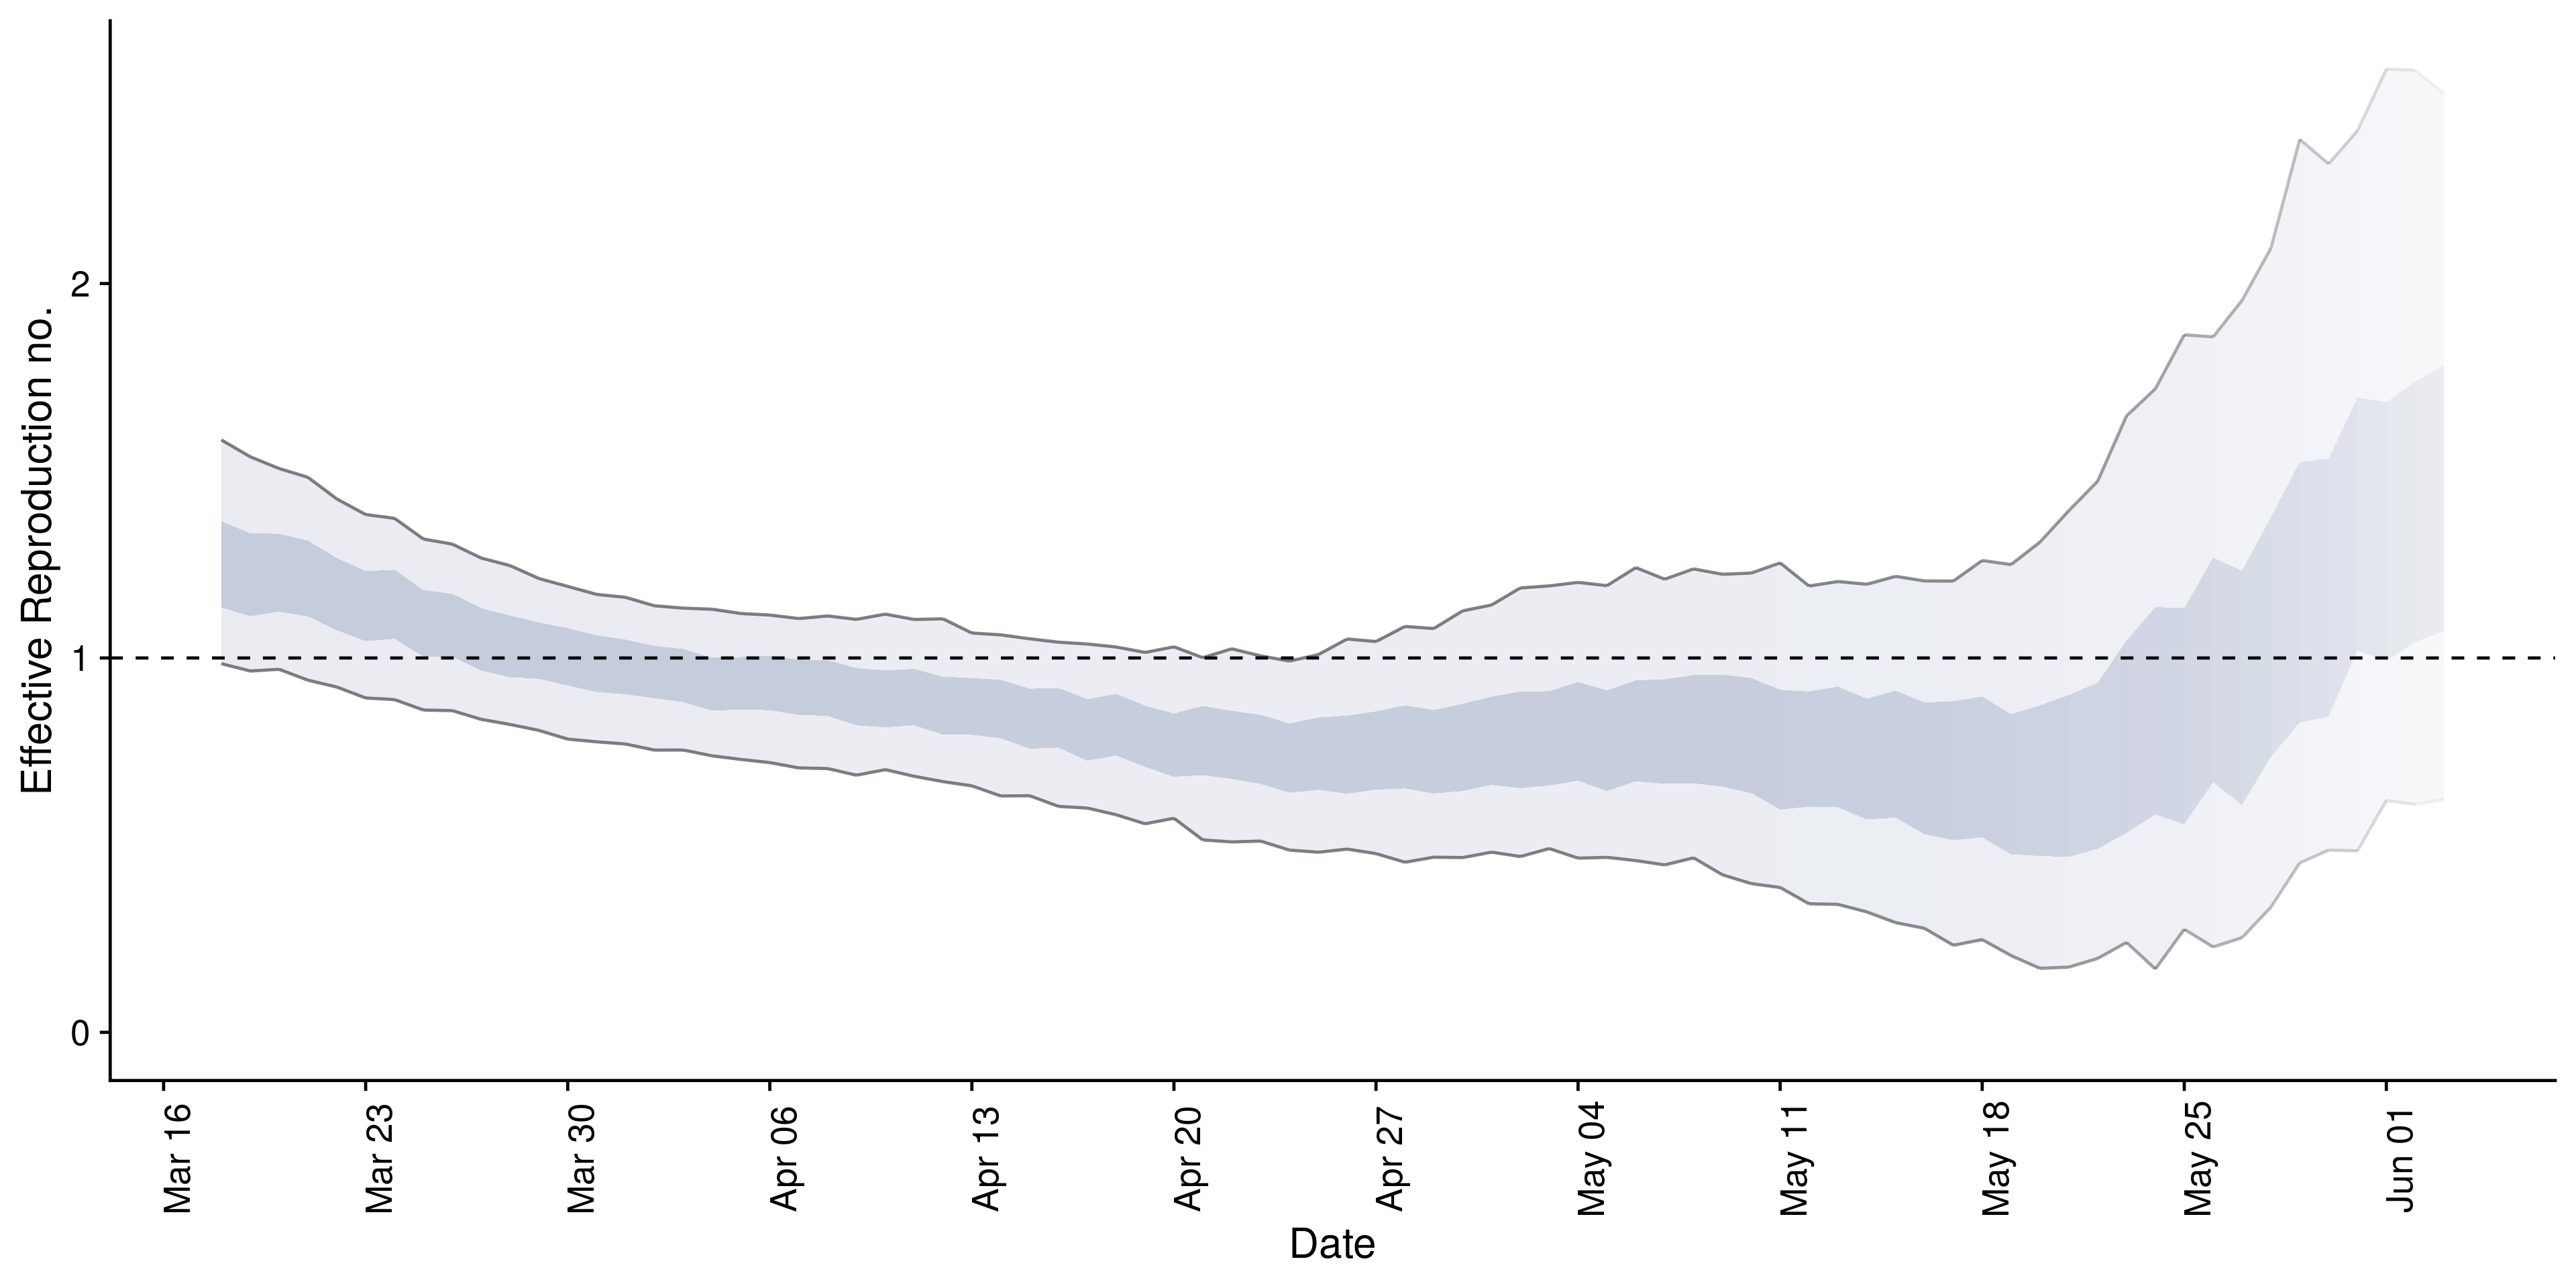 Effective Reproduction no.
2
1
0
Mar 16
Mar 23
Mar 30
Apr 06
Apr 13
Apr 20
Apr 27
May 04
May 11
May 18
May 25
Jun 01
Date